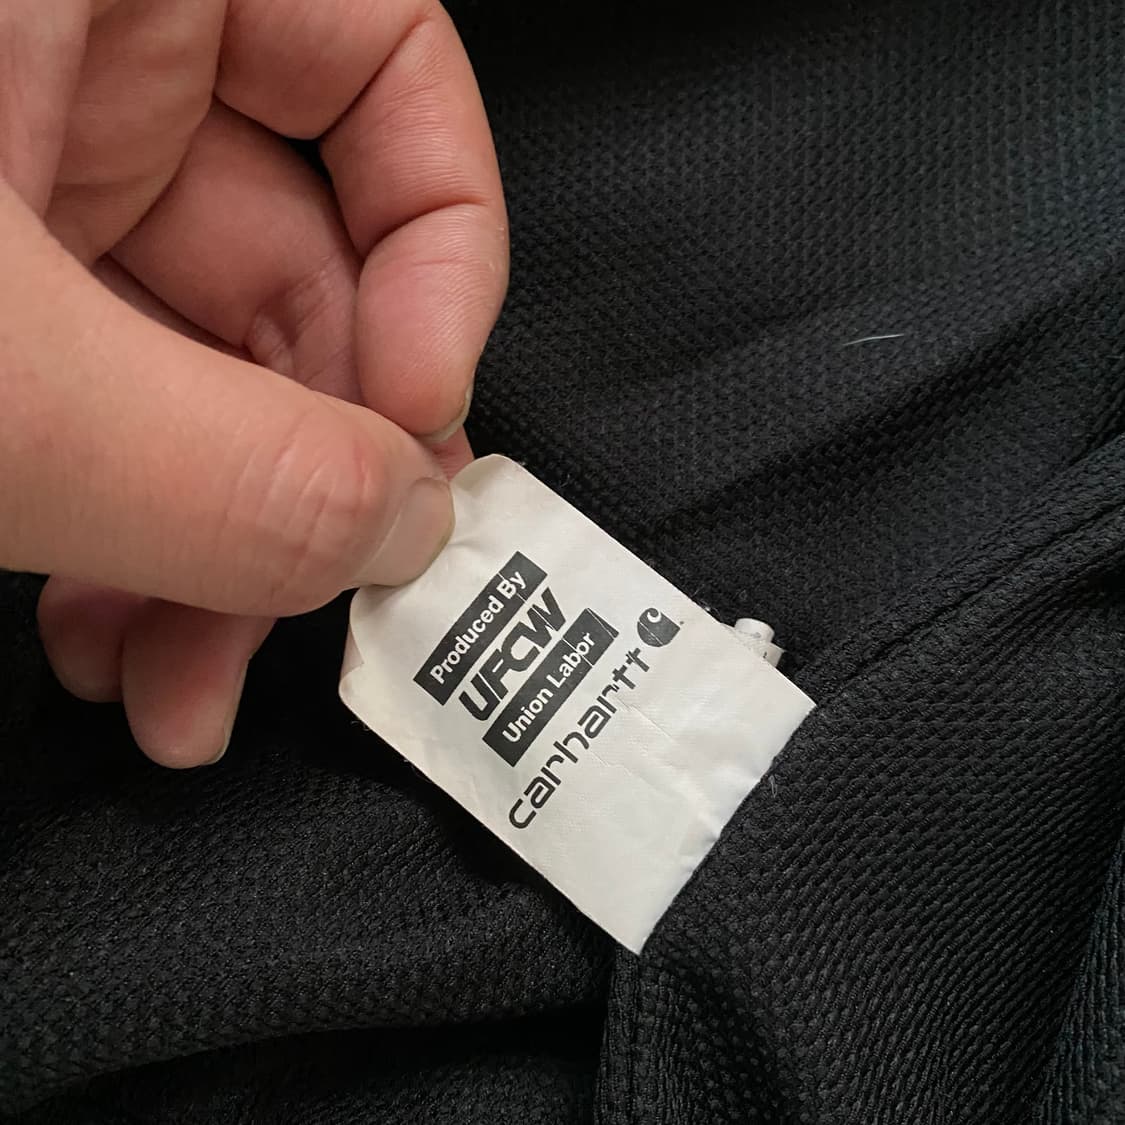 Produced By
UFCW
Union Labor
carhartt